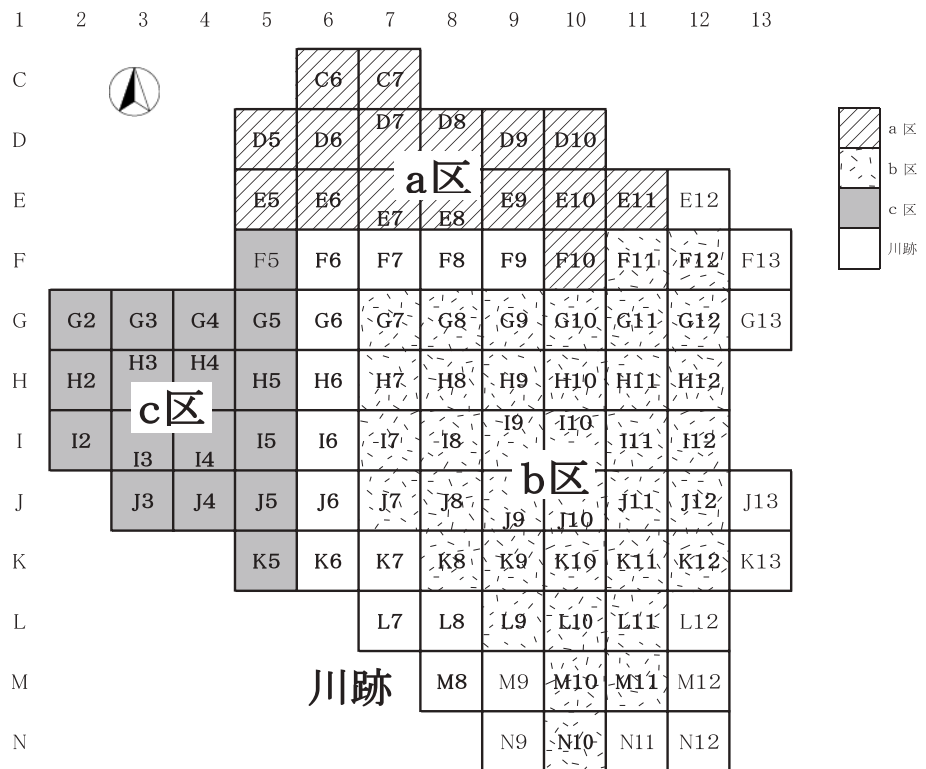 1 2 3 4 5 6 7 8 9 10 11 12 13
C C6 C7
D D5 D6 D7 D8 D9 D10
a区
E E5 E6 E7 E8 E9 E10 E11 E12
F F5 F6 F7 F8 F9 F10 F11 F12 F13
G G2 G3 G4 G5 G6 G7 G8 G9 G10 G11 G12 G13
H H2 H3 H4 H5 H6 H7 H8 H9 H10 H11 H12
c区
I I2 I3 I4 I5 I6 I7 I8 I9 I10 I11 I12
b区
J J3 J4 J5 J6 J7 J8 J9 J10 J11 J12 J13
K K5 K6 K7 K8 K9 K10 K11 K12 K13
L L7 L8 L9 L10 L11 L12
川跡
M M8 M9 M10 M11 M12
N N9 N10 N11 N12
a区
b区
c区
川跡